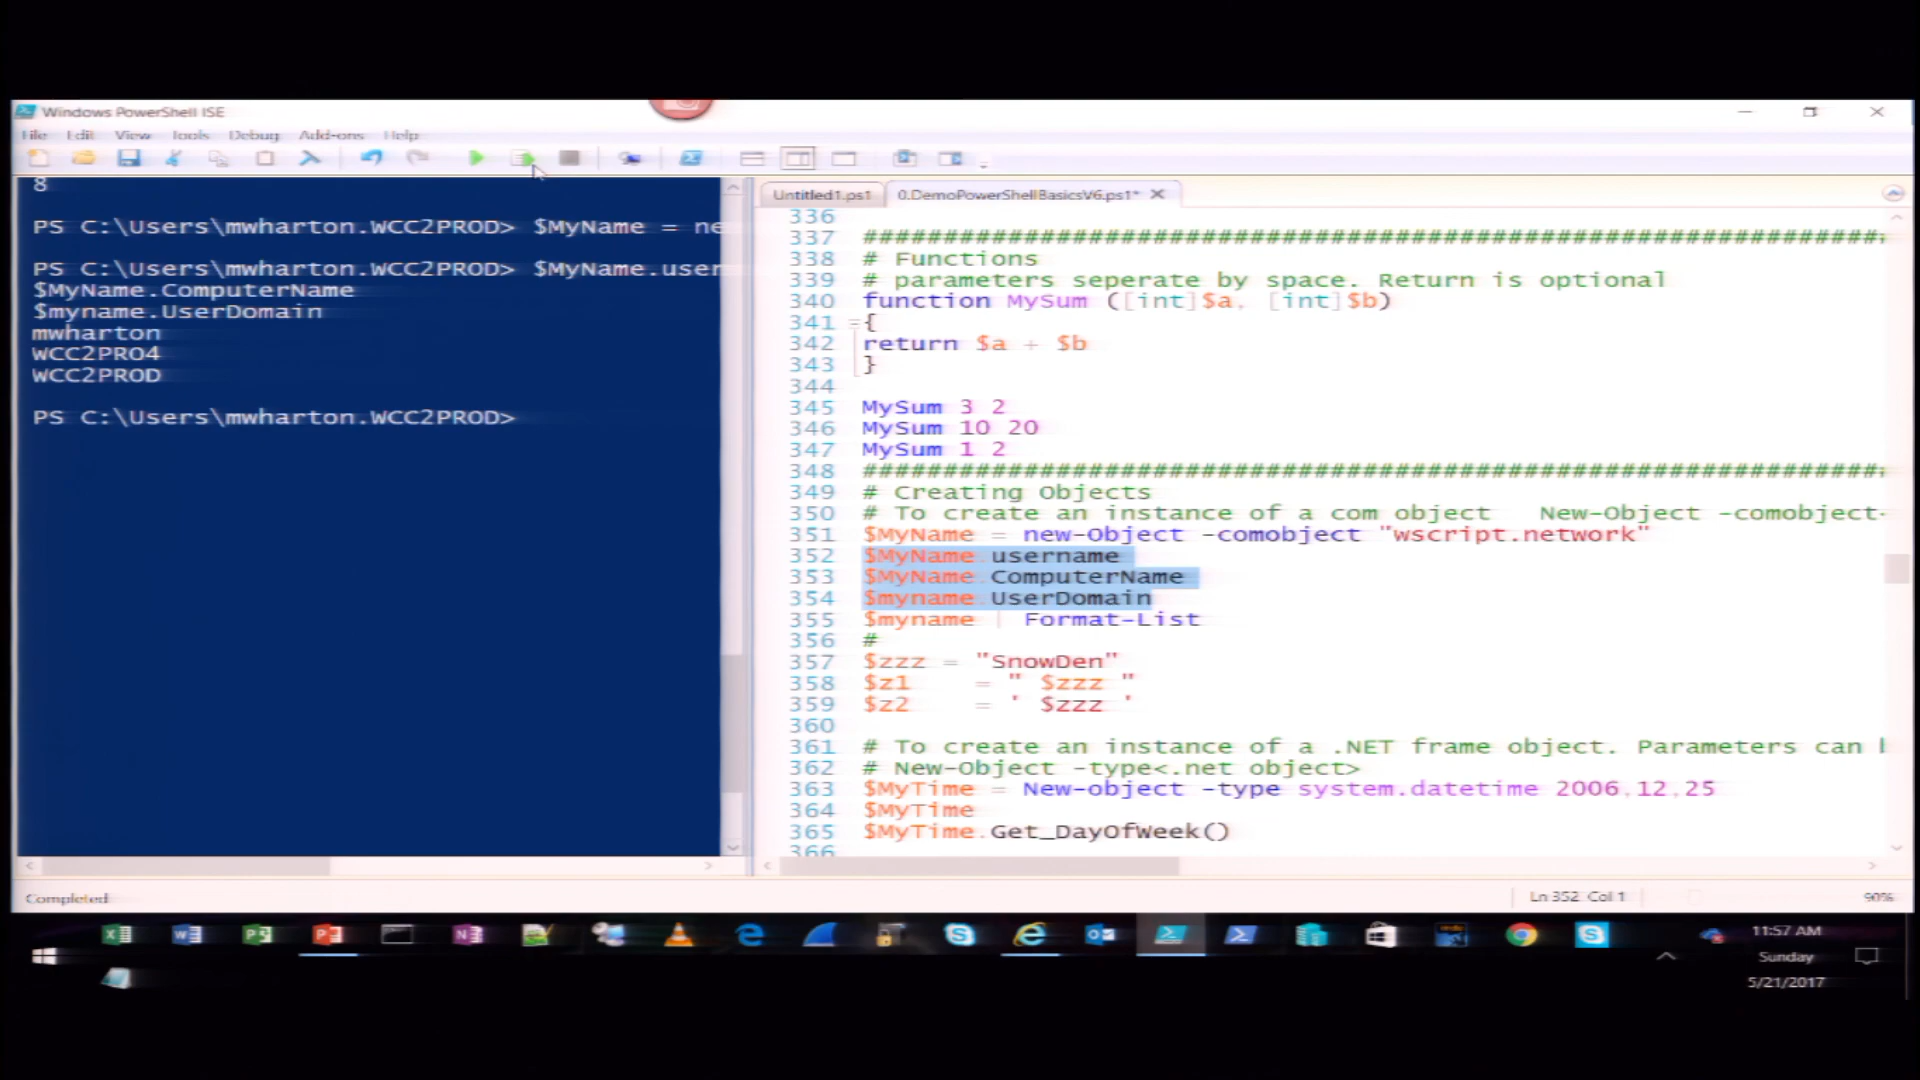 Windows PowerShell ISE
File Edit View Tools Debug Add-ons Help
8
PS C:\Users\mwharton.WCC2PROD> $MyName = ne
PS C:\Users\mwharton.WCC2PROD> $MyName.user
$MyName.ComputerName
$myname.UserDomain
mwharton
WCC2PRO4
WCC2PROD
PS C:\Users\mwharton.WCC2PROD>
Completed
Untitled1.ps1 0.DemoPowerShellBasicsV6.ps1*
336
337 ################################################################
338 # Functions
339 # parameters seperate by space. Return is optional
340 function MySum ([int]$a, [int]$b)
341 {
342 return $a + $b
343 }
344
345 MySum 3 2
346 MySum 10 20
347 MySum 1 2
348 ################################################################
349 # Creating Objects
350 # To create an instance of a com object New-Object -comobject
351 $MyName = new-Object -comobject "wscript.network"
352 $MyName.username
353 $MyName.ComputerName
354 $myname.UserDomain
355 $myname | Format-List
356 #
357 $zzz = "SnowDen"
358 $z1 = " $zzz "
359 $z2 = ' $zzz '
360
361 # To create an instance of a .NET frame object. Parameters can
362 # New-Object -type<.net object>
363 $MyTime = New-object -type system.datetime 2006,12,25
364 $MyTime
365 $MyTime.Get_DayOfWeek()
366
Ln 352 Col 1
90%
11:57 AM
Sunday
5/21/2017